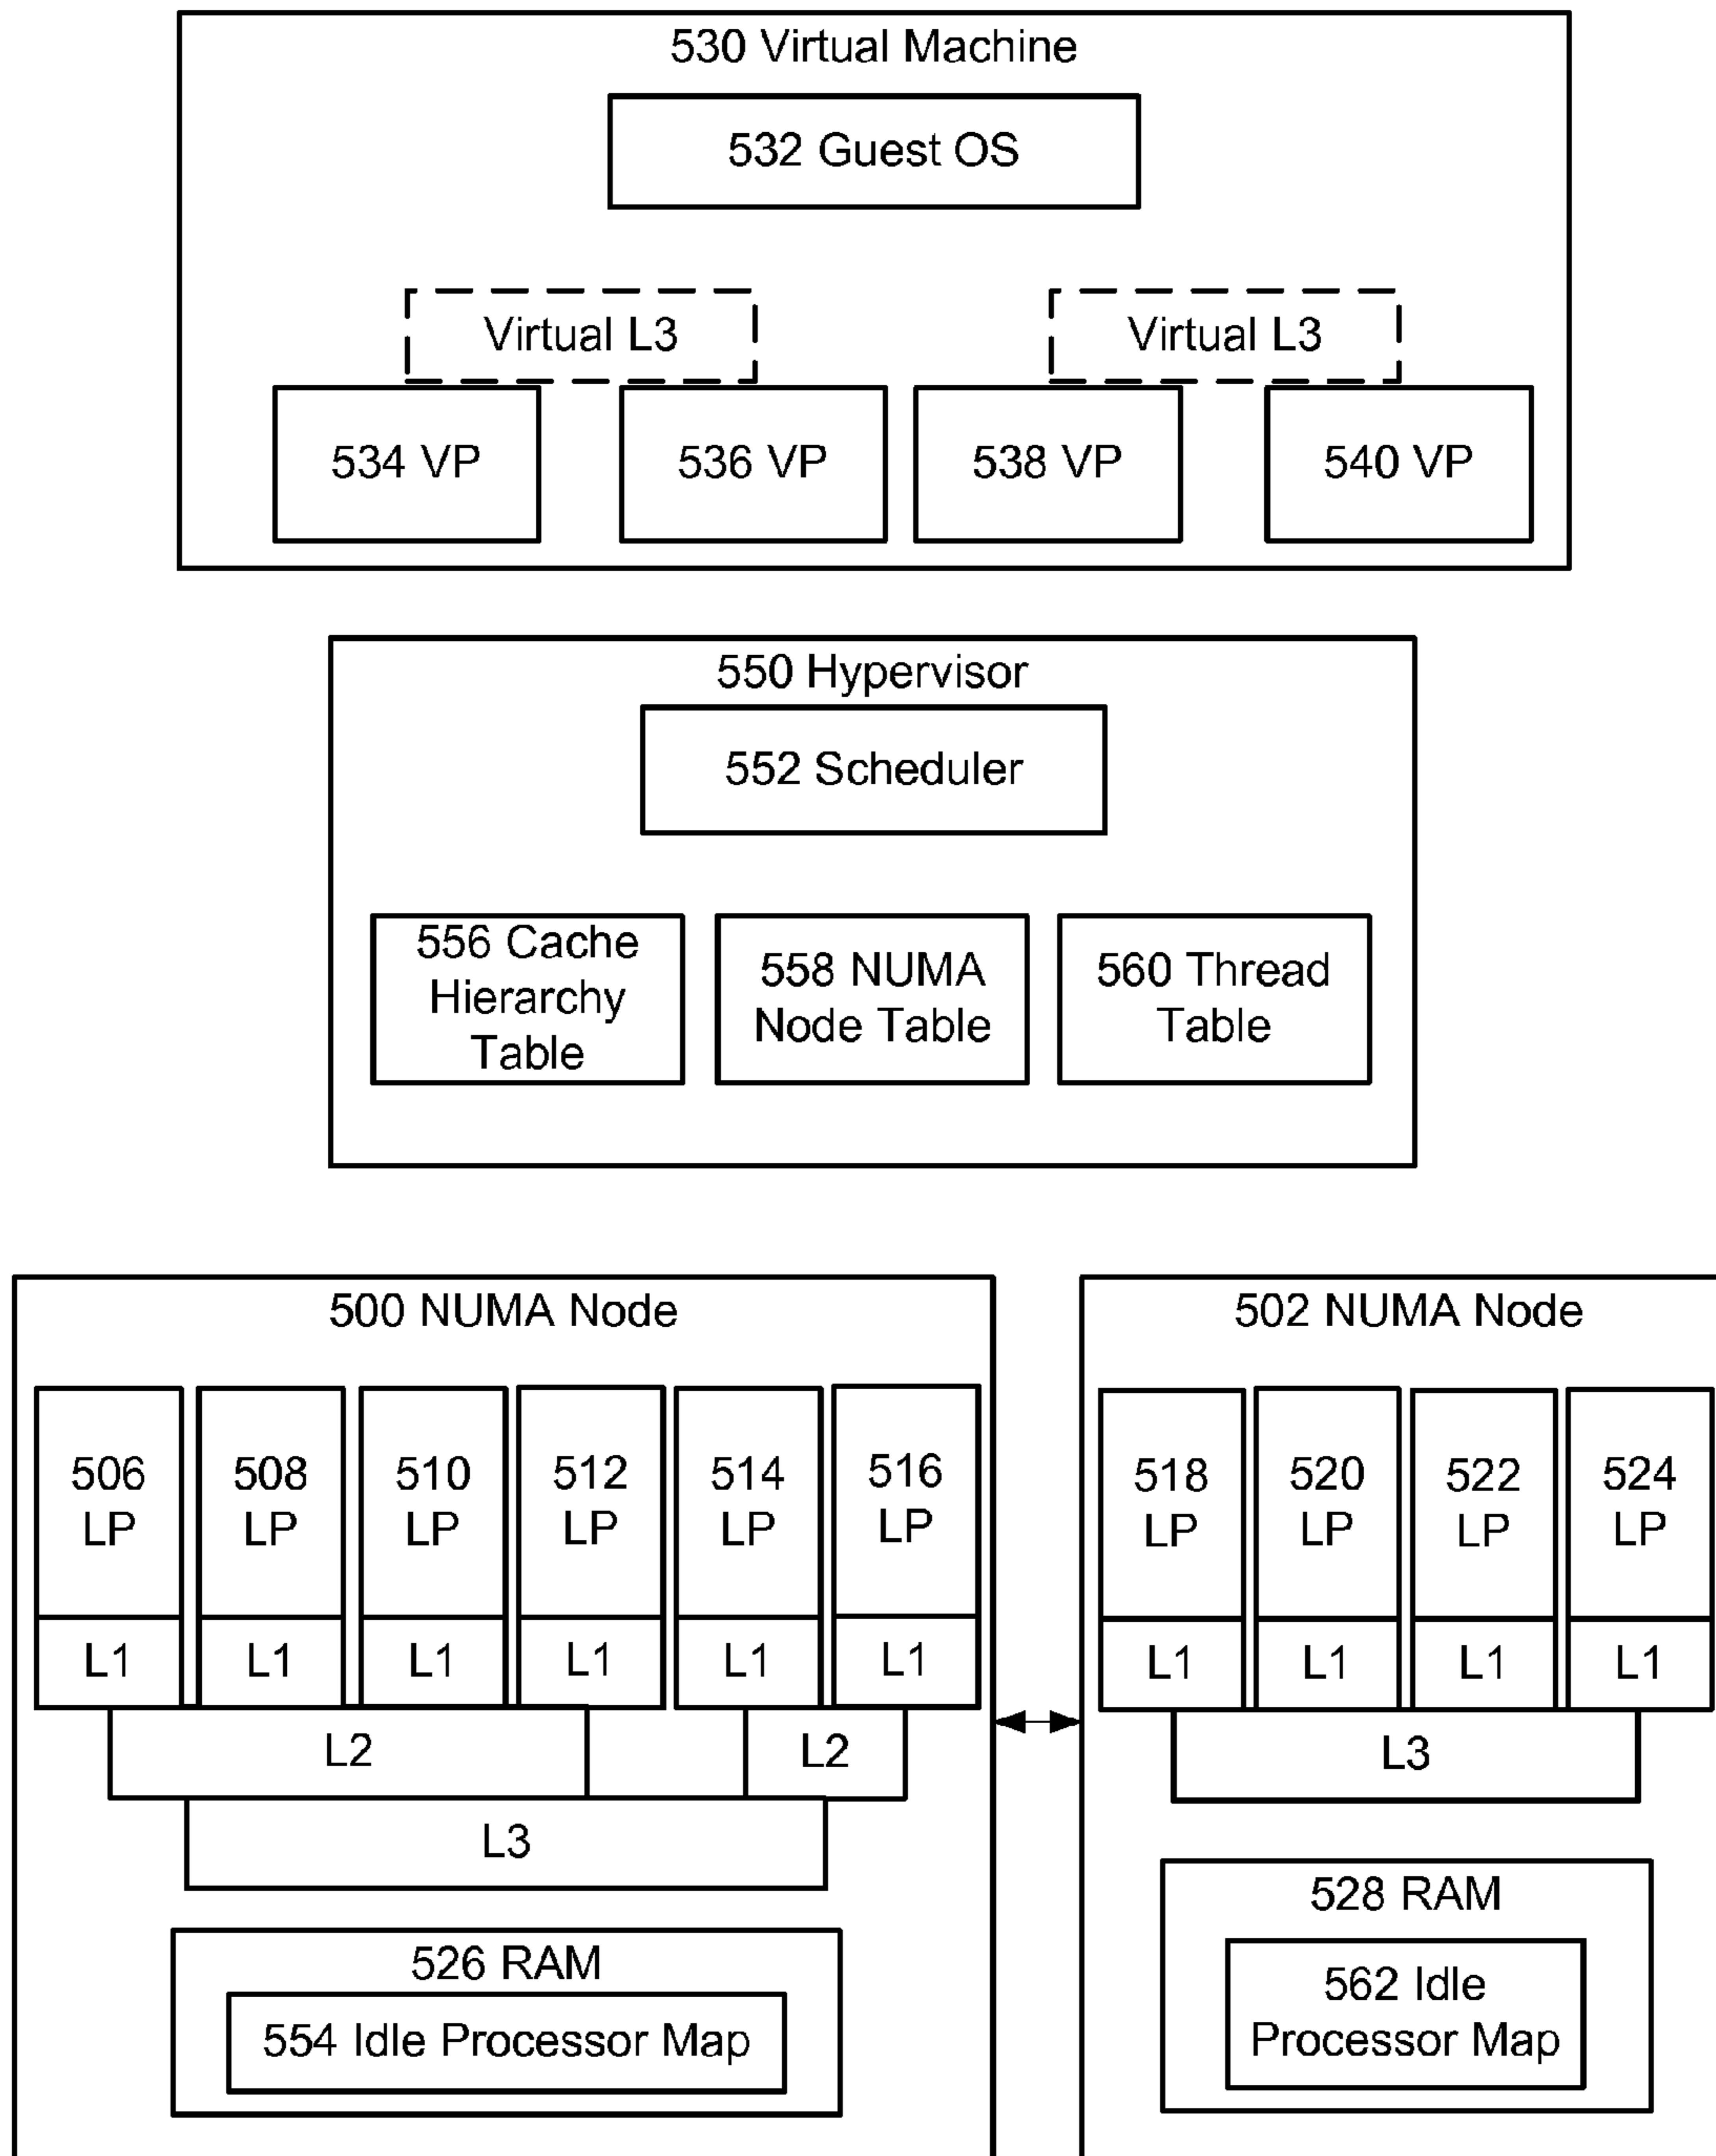 530 Virtual Machine
532 Guest OS
Virtual L3
Virtual L3
534 VP
536 VP
538 VP
540 VP
550 Hypervisor
552 Scheduler
556 Cache
Hierarchy
Table
558 NUMA
Node Table
560 Thread
Table
500 NUMA Node
506
LP
508
LP
510
LP
512
LP
514
LP
516
LP
L1
L1
L1
L1
L1
L1
L2
L2
L3
526 RAM
554 Idle Processor Map
502 NUMA Node
518
LP
520
LP
522
LP
524
LP
L1
L1
L1
L1
L3
528 RAM
562 Idle
Processor Map